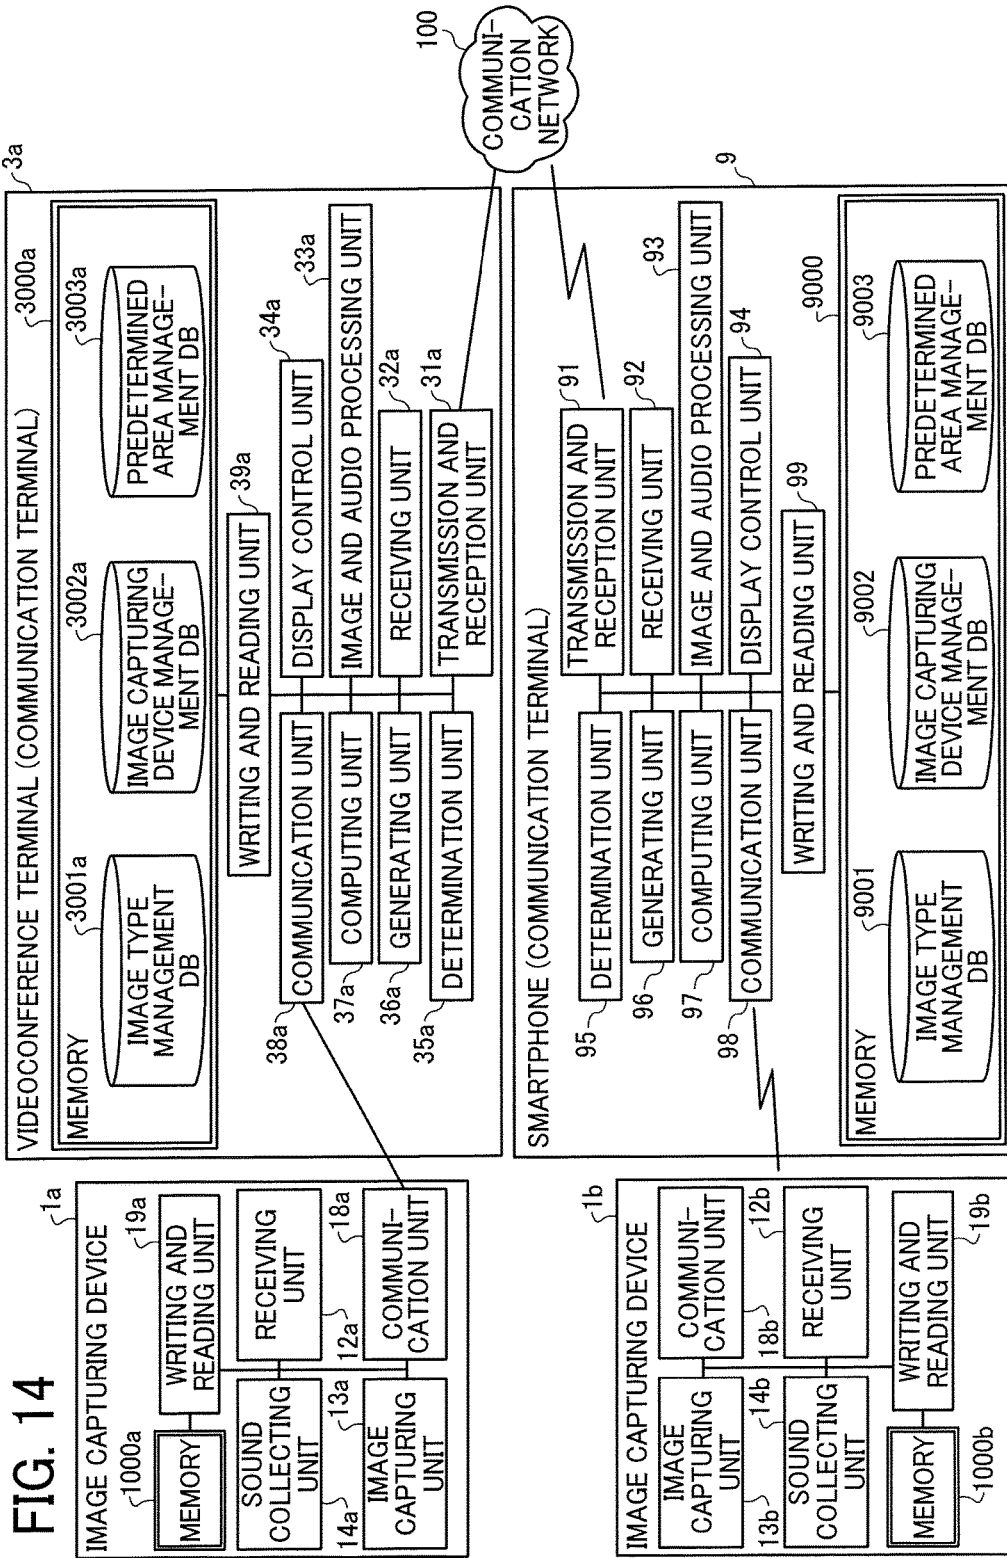 FIG. 14
IMAGE CAPTURING DEVICE
1a
1000a
MEMORY
19a
WRITING AND
READING UNIT
SOUND
COLLECTING
UNIT
14a
RECEIVING
UNIT
12a
13a
IMAGE
CAPTURING
UNIT
18a
COMMUNI-
CATION UNIT
VIDEOCONFERENCE TERMINAL (COMMUNICATION TERMINAL)
3a
MEMORY
3000a
3001a
IMAGE TYPE
MANAGEMENT
DB
3002a
IMAGE CAPTURING
DEVICE MANAGE-
MENT DB
3003a
PREDETERMINED
AREA MANAGE-
MENT DB
WRITING AND READING UNIT
39a
38a
COMMUNICATION UNIT
DISPLAY CONTROL UNIT
34a
37a
COMPUTING UNIT
IMAGE AND AUDIO PROCESSING UNIT
33a
36a
GENERATING UNIT
RECEIVING UNIT
32a
35a
DETERMINATION UNIT
TRANSMISSION AND
RECEPTION UNIT
31a
100
COMMUNI-
CATION
NETWORK
IMAGE CAPTURING DEVICE
1b
IMAGE
CAPTURING
UNIT
13b
COMMUNI-
CATION UNIT
18b
14b
SOUND
COLLECTING
UNIT
12b
RECEIVING
UNIT
MEMORY
1000b
WRITING AND
READING UNIT
19b
SMARTPHONE (COMMUNICATION TERMINAL)
9
95
DETERMINATION UNIT
TRANSMISSION AND
RECEPTION UNIT
91
96
GENERATING UNIT
RECEIVING UNIT
92
97
COMPUTING UNIT
IMAGE AND AUDIO PROCESSING UNIT
93
98
COMMUNICATION UNIT
DISPLAY CONTROL UNIT
94
WRITING AND READING UNIT
99
MEMORY
9000
9001
IMAGE TYPE
MANAGEMENT
DB
9002
IMAGE CAPTURING
DEVICE MANAGE-
MENT DB
9003
PREDETERMINED
AREA MANAGE-
MENT DB